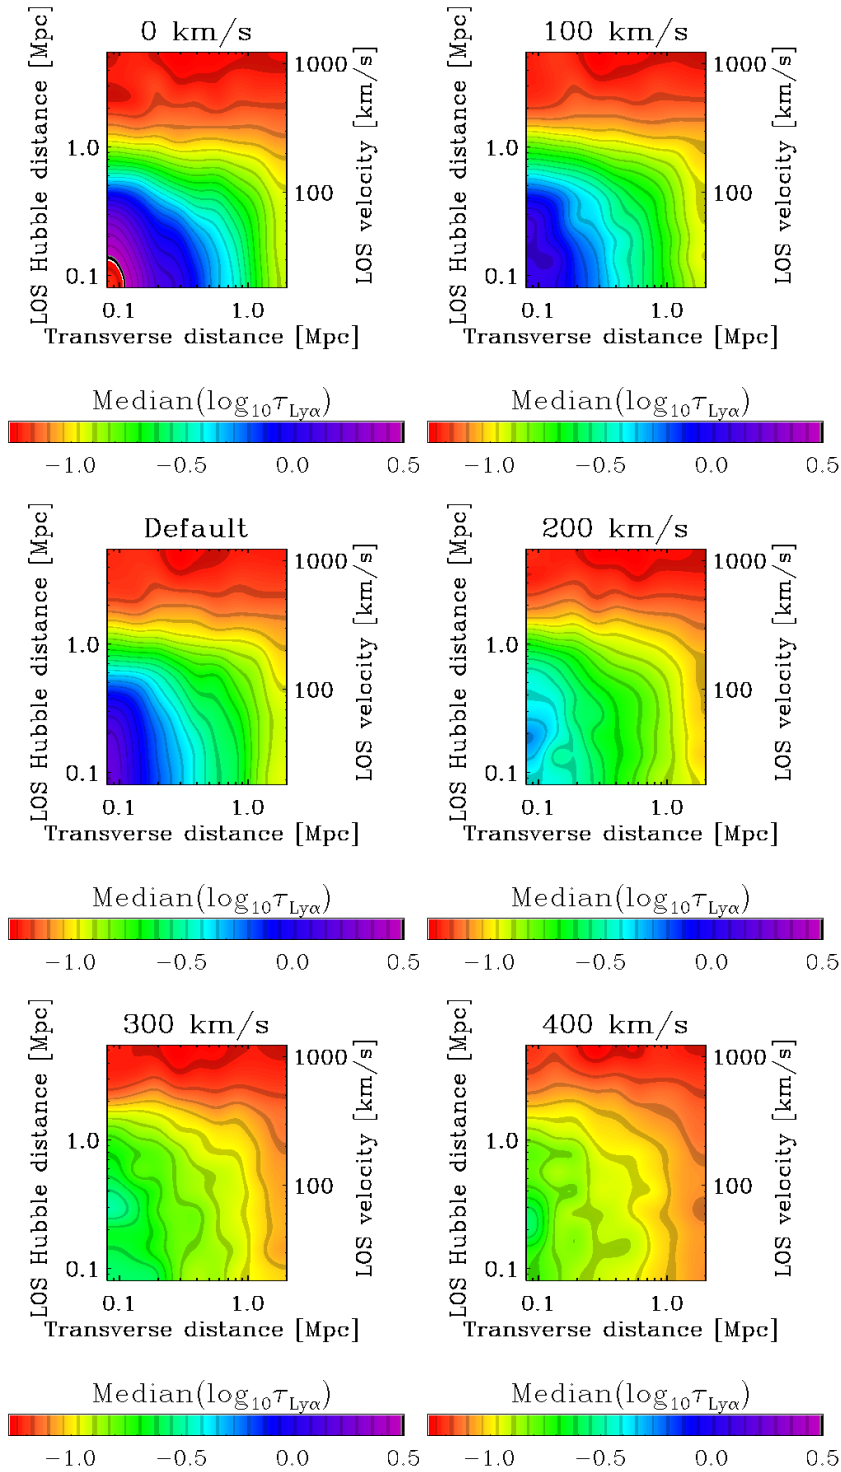 0 km/s
100 km/s
LOS Hubble distance [Mpc]
1.0
0.1
1000
100
LOS velocity [km/s]
0.1
1.0
Transverse distance [Mpc]
LOS Hubble distance [Mpc]
1.0
0.1
1000
100
LOS velocity [km/s]
0.1
1.0
Transverse distance [Mpc]
Median(log₁₀τ_Lyα)
−1.0 −0.5 0.0 0.5
Median(log₁₀τ_Lyα)
−1.0 −0.5 0.0 0.5
Default
200 km/s
LOS Hubble distance [Mpc]
1.0
0.1
1000
100
LOS velocity [km/s]
0.1
1.0
Transverse distance [Mpc]
LOS Hubble distance [Mpc]
1.0
0.1
1000
100
LOS velocity [km/s]
0.1
1.0
Transverse distance [Mpc]
Median(log₁₀τ_Lyα)
−1.0 −0.5 0.0 0.5
Median(log₁₀τ_Lyα)
−1.0 −0.5 0.0 0.5
300 km/s
400 km/s
LOS Hubble distance [Mpc]
1.0
0.1
1000
100
LOS velocity [km/s]
0.1
1.0
Transverse distance [Mpc]
LOS Hubble distance [Mpc]
1.0
0.1
1000
100
LOS velocity [km/s]
0.1
1.0
Transverse distance [Mpc]
Median(log₁₀τ_Lyα)
−1.0 −0.5 0.0 0.5
Median(log₁₀τ_Lyα)
−1.0 −0.5 0.0 0.5